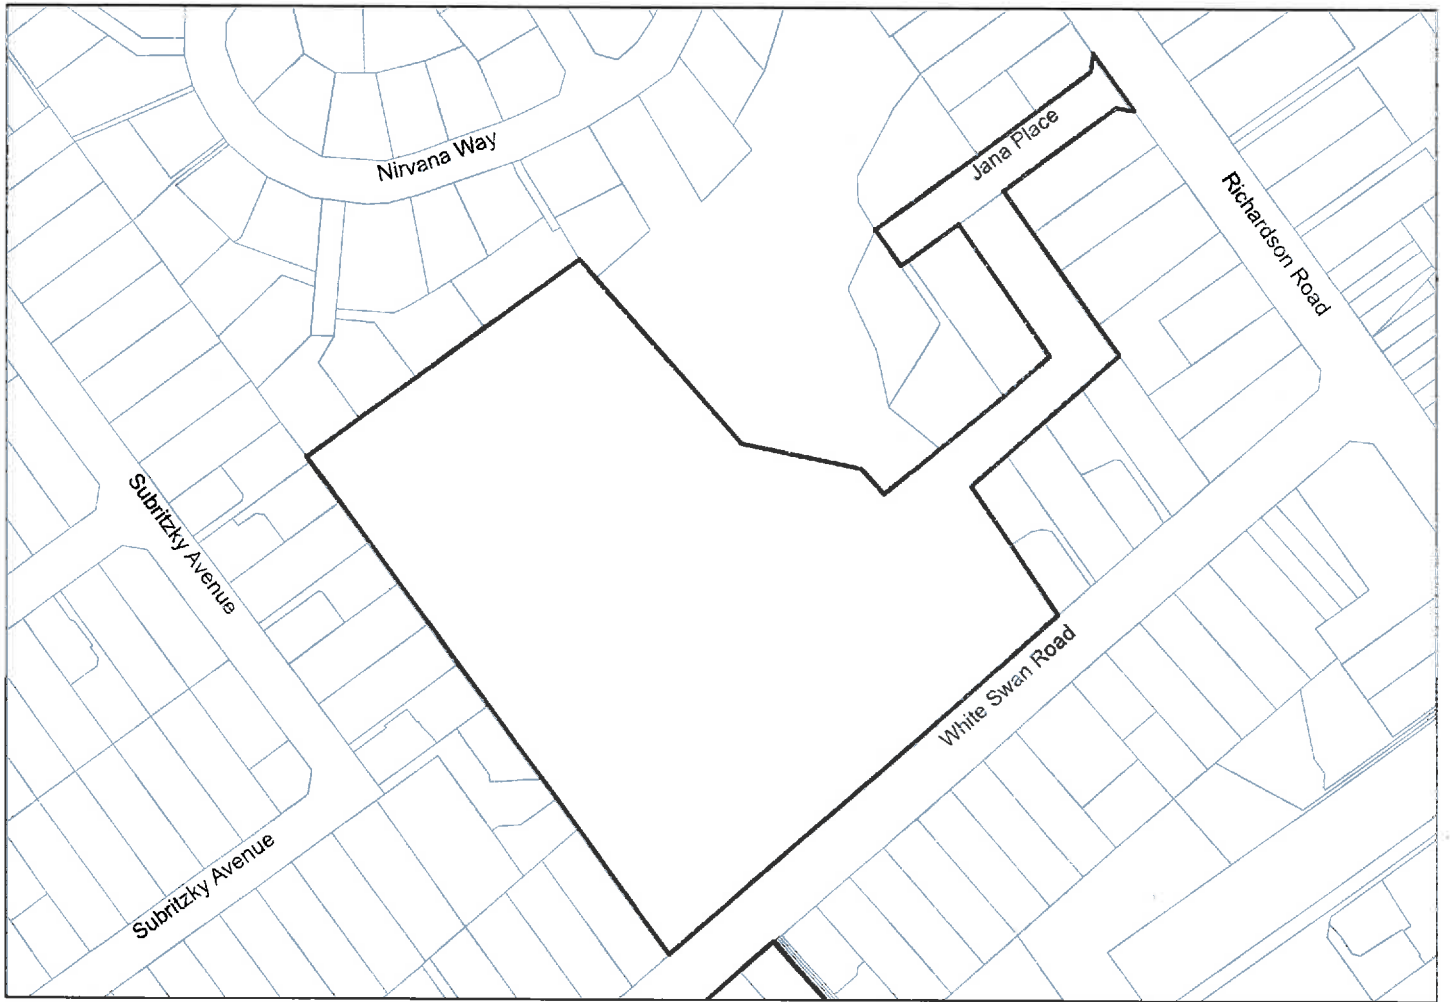 Nirvana Way
Jana Place
Richardson Road
Subritzky Avenue
White Swan Road
Subritzky Avenue